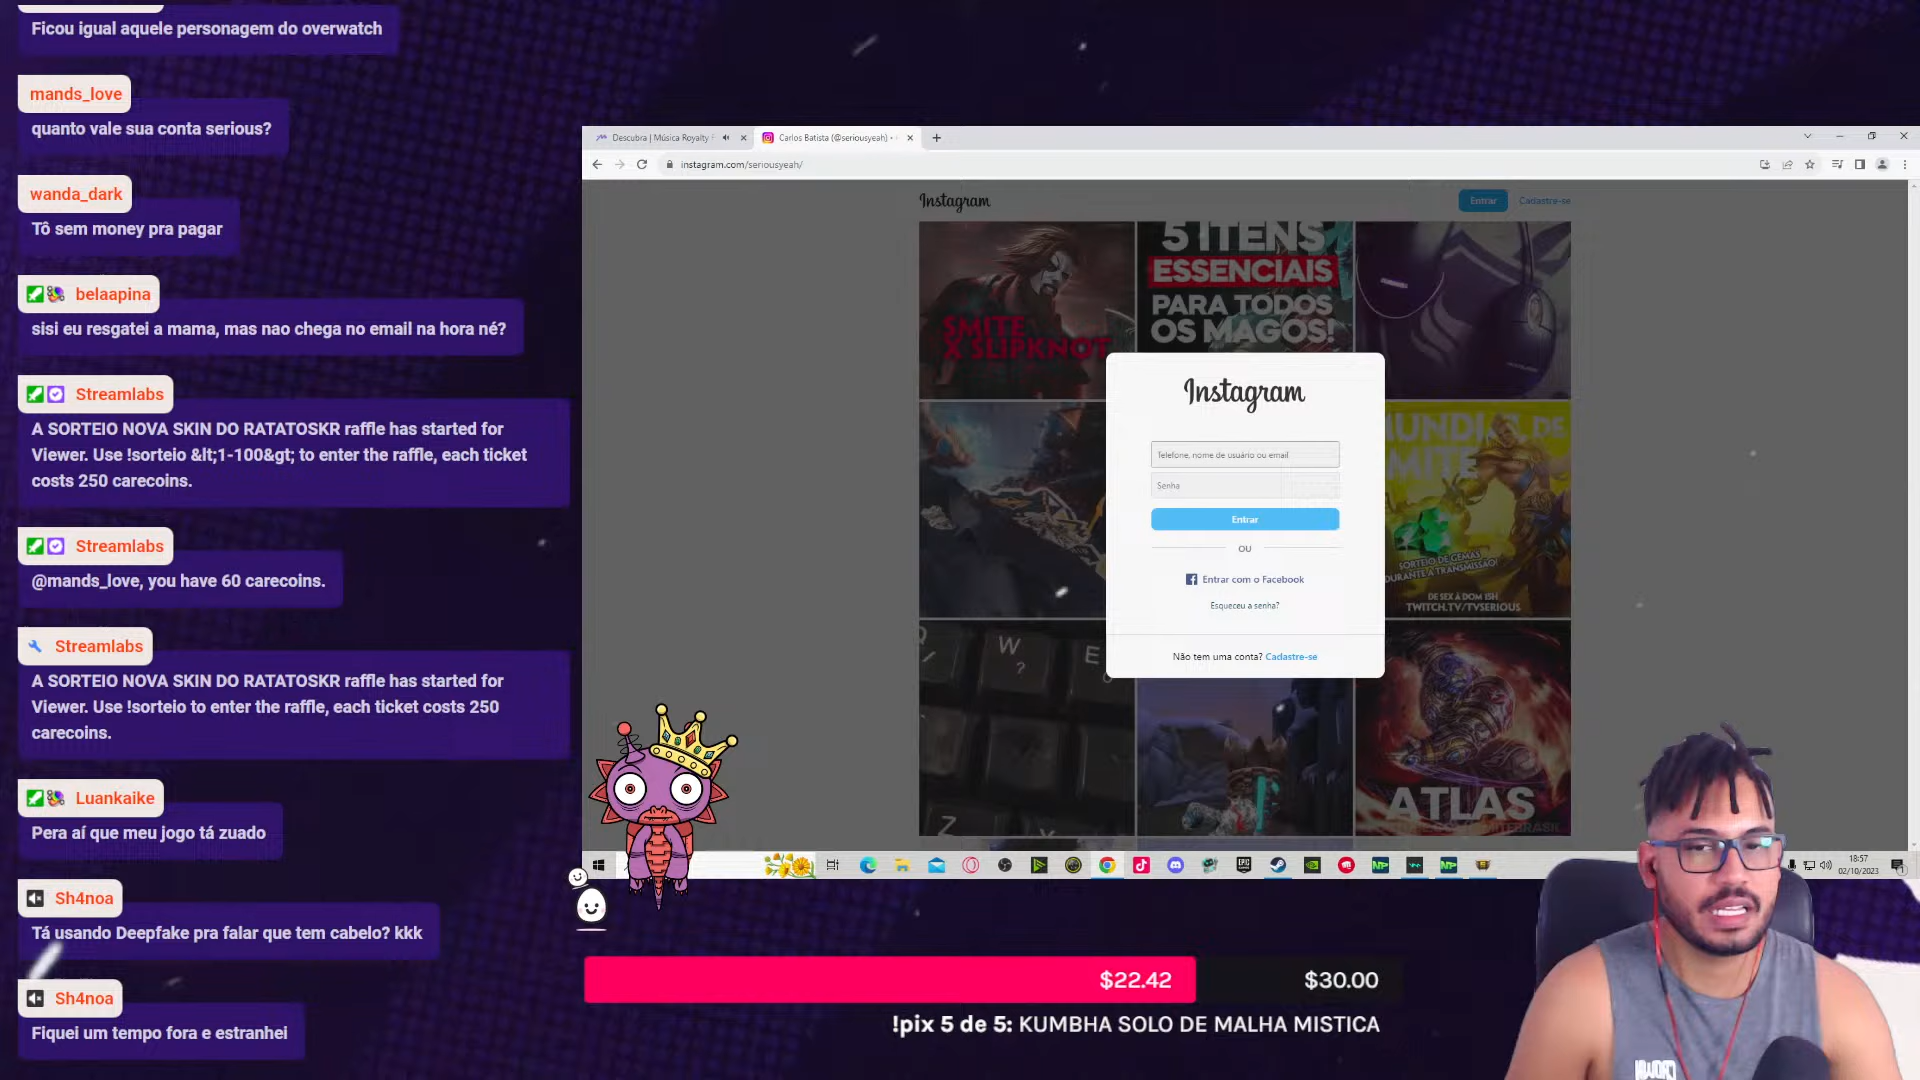 Ficou igual aquele personagem do overwatch
mands_love
quanto vale sua conta serious?
wanda_dark
Tô sem money pra pagar
belaapina
sisi eu resgatei a mama, mas nao chega no email na hora né?
Streamlabs
A SORTEIO NOVA SKIN DO RATATOSKR raffle has started for
Viewer. Use !sorteio &lt;1-100&gt; to enter the raffle, each ticket
costs 250 carecoins.
Streamlabs
@mands_love, you have 60 carecoins.
Streamlabs
A SORTEIO NOVA SKIN DO RATATOSKR raffle has started for
Viewer. Use !sorteio to enter the raffle, each ticket costs 250
carecoins.
Luankaike
Pera aí que meu jogo tá zuado
Sh4noa
Tá usando Deepfake pra falar que tem cabelo? kkk
Sh4noa
Fiquei um tempo fora e estranhei
Descubra | Música Royalty F
Carlos Batista (@seriousyeah) •
instagram.com/seriousyeah/
Instagram
Entrar
Cadastre-se
SMITE
X SLIPKNOT
5 ITENS
ESSENCIAIS
PARA TODOS
OS MAGOS!
Instagram
Telefone, nome de usuário ou email
Senha
Entrar
OU
Entrar com o Facebook
Esqueceu a senha?
Não tem uma conta? Cadastre-se
MUNDIAL DE
SMITE
SORTEIO DE GEMAS
DURANTE A TRANSMISSÃO!
DE SEX À DOM 15H
TWITCH.TV/TVSERIOUS
Q W E
?
Z X
ATLAS
18:57
02/10/2023
$22.42
$30.00
!pix 5 de 5: KUMBHA SOLO DE MALHA MISTICA